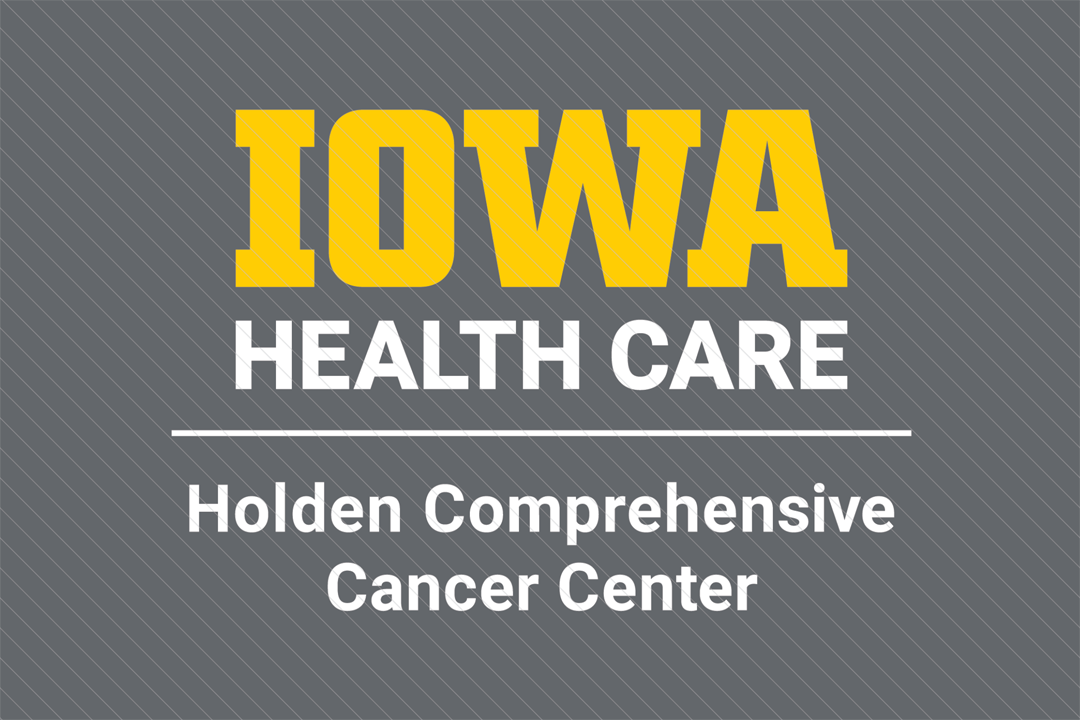 IOWA
HEALTH CARE
Holden Comprehensive
Cancer Center